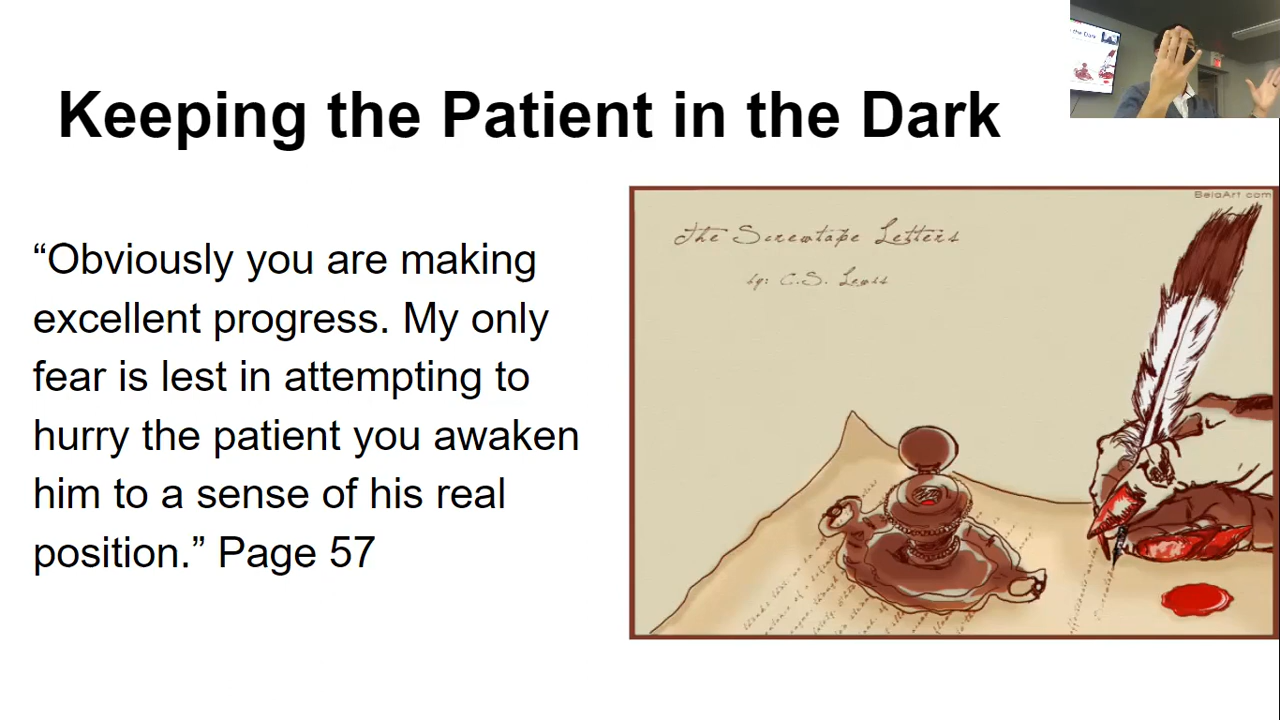 Keeping the Patient in the Dark
“Obviously you are making
excellent progress. My only
fear is lest in attempting to
hurry the patient you awaken
him to a sense of his real
position.” Page 57
BelaArt.com
The Screwtape Letters
by: C.S. Lewis